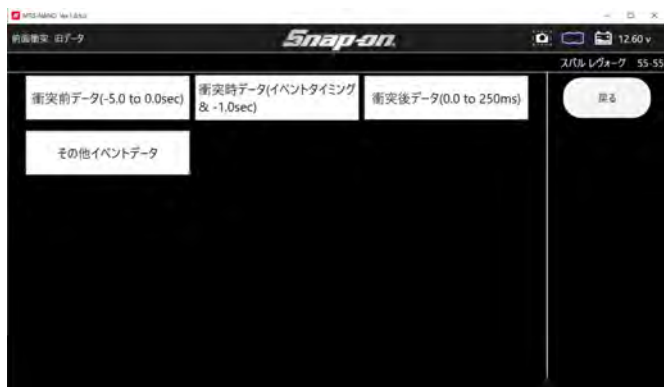 前面衝突 旧データ
Snap-on
12.60 v
スバル レヴォーグ 55-55
衝突前データ(-5.0 to 0.0sec)
衝突時データ(イベントタイミング
& -1.0sec)
衝突後データ(0.0 to 250ms)
戻る
その他イベントデータ